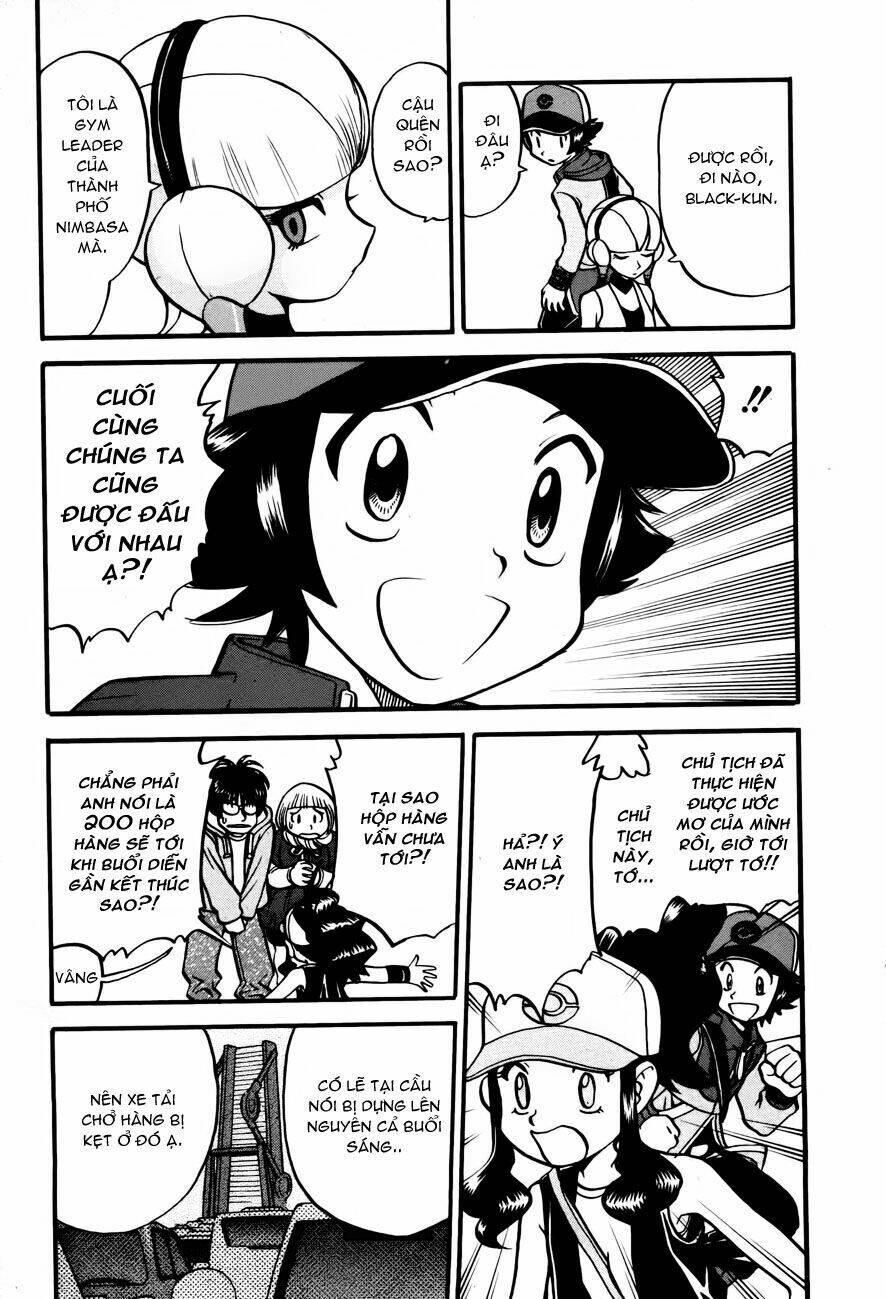 ĐƯỢC RỒI,
ĐI NÀO,
BLACK-KUN.
ĐI
ĐÂU
Ạ?
CẬU
QUÊN
RỒI
SAO?
TÔI LÀ
GYM
LEADER
CỦA
THÀNH
PHỐ
NIMBASA
MÀ.
!!
CUỐI
CÙNG
CHÚNG TA
CŨNG
ĐƯỢC ĐẤU
VỚI NHAU
Ạ?!
CHỦ TỊCH ĐÃ
THỰC HIỆN
ĐƯỢC ƯỚC
MƠ CỦA MÌNH
RỒI, GIỜ TỚI
LƯỢT TỚ!!
CHỦ
TỊCH
NÀY,
TỚ...
HẢ?! Ý
ANH LÀ
SAO?!
TẠI SAO
HỘP HÀNG
VẪN CHƯA
TỚI?!
CHẲNG PHẢI
ANH NÓI LÀ
200 HỘP
HÀNG SẼ TỚI
KHI BUỔI DIỄN
GẦN KẾT THÚC
SAO?!
VÂNG
CÓ LẼ TẠI CẦU
NÓI BỊ DỤNG LÊN
NGUYÊN CẢ BUỔI
SÁNG..
NÊN XE TẢI
CHỞ HÀNG BỊ
KẸT Ở ĐÓ Ạ.